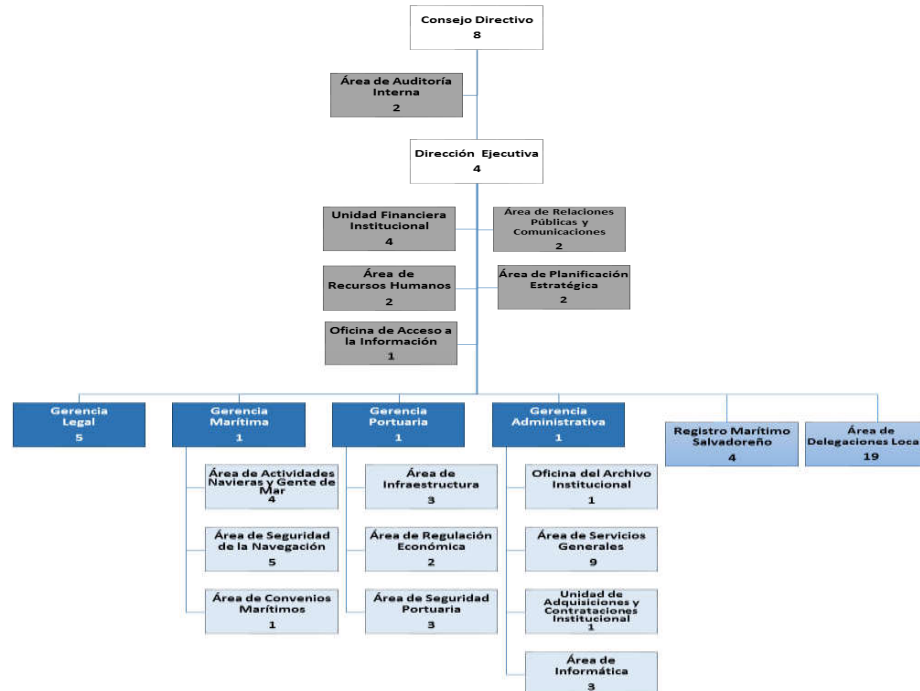 Consejo Directivo
8
Área de Auditoría
Interna
2
Dirección Ejecutiva
4
Unidad Financiera
Institucional
4
Área de Relaciones
Públicas y
Comunicaciones
2
Área de
Recursos Humanos
2
Área de Planificación
Estratégica
2
Oficina de Acceso a
la Información
1
Gerencia
Legal
5
Gerencia
Marítima
1
Gerencia
Portuaria
1
Gerencia
Administrativa
1
Registro Marítimo
Salvadoreño
4
Área de
Delegaciones Loca
19
Área de Actividades
Navieras y Gente de
Mar
4
Área de
Infraestructura
3
Oficina del Archivo
Institucional
1
Área de Seguridad
de la Navegación
5
Área de Regulación
Económica
2
Área de Servicios
Generales
9
Área de Convenios
Marítimos
1
Área de Seguridad
Portuaria
3
Unidad de
Adquisiciones y
Contrataciones
Institucional
1
Área de
Informática
3